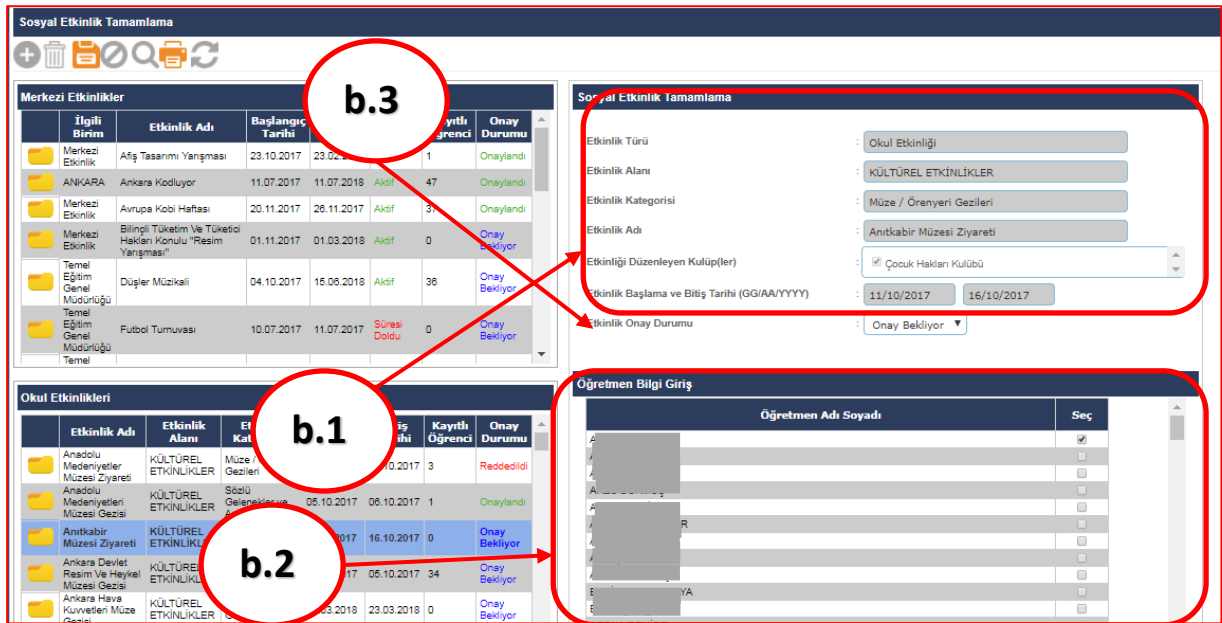 Sosyal Etkinlik Tamamlama
Merkezi Etkinlikler
İlgili Birim Etkinlik Adı Başlangıç Tarihi Onay Durumu
Merkezi Etkinlik Afiş Tasarımı Yarışması 23.10.2017 1 Onaylandı
ANKARA Ankara Kodluyor 11.07.2017 11.07.2018 Aktif 47 Onaylandı
Merkezi Etkinlik Avrupa Kobi Haftası 20.11.2017 26.11.2017 Aktif Onaylandı
Merkezi Etkinlik Bilinçli Tüketim Ve Tüketici Hakları Konulu "Resim Yarışması" 01.11.2017 01.03.2018 Aktif 0 Onay Bekliyor
Temel Eğitim Genel Müdürlüğü Düşler Müzikali 04.10.2017 15.06.2018 Aktif 36 Onay Bekliyor
Temel Eğitim Genel Müdürlüğü Futbol Turnuvası 10.07.2017 11.07.2017 Süresi Doldu 0 Onay Bekliyor
Temel
b.3
b.1
b.2
Okul Etkinlikleri
Etkinlik Adı Etkinlik Alanı Kayıtlı Öğrenci Onay Durumu
Anadolu Medeniyetler Müzesi Ziyareti KÜLTÜREL ETKİNLİKLER Müze / Gezileri 3 Reddedildi
Anadolu Medeniyetleri Müzesi Gezisi KÜLTÜREL ETKİNLİKLER Sözlü Gelenekler ve 05.10.2017 06.10.2017 1 Onaylandı
Anıtkabir Müzesi Ziyareti KÜLTÜREL 16.10.2017 0 Onay Bekliyor
Ankara Devlet Resim Ve Heykel Müzesi Gezisi 05.10.2017 34 Onay Bekliyor
Ankara Hava Kuvvetleri Müze Gezisi KÜLTÜREL ETKİNLİKLER 23.03.2018 0 Onay Bekliyor
Sosyal Etkinlik Tamamlama
Etkinlik Türü : Okul Etkinliği
Etkinlik Alanı : KÜLTÜREL ETKİNLİKLER
Etkinlik Kategorisi : Müze / Örenyeri Gezileri
Etkinlik Adı : Anıtkabir Müzesi Ziyareti
Etkinliği Düzenleyen Kulüp(ler) : Çocuk Hakları Kulübü
Etkinlik Başlama ve Bitiş Tarihi (GG/AA/YYYY) : 11/10/2017 16/10/2017
Etkinlik Onay Durumu : Onay Bekliyor
Öğretmen Bilgi Giriş
Öğretmen Adı Soyadı Seç